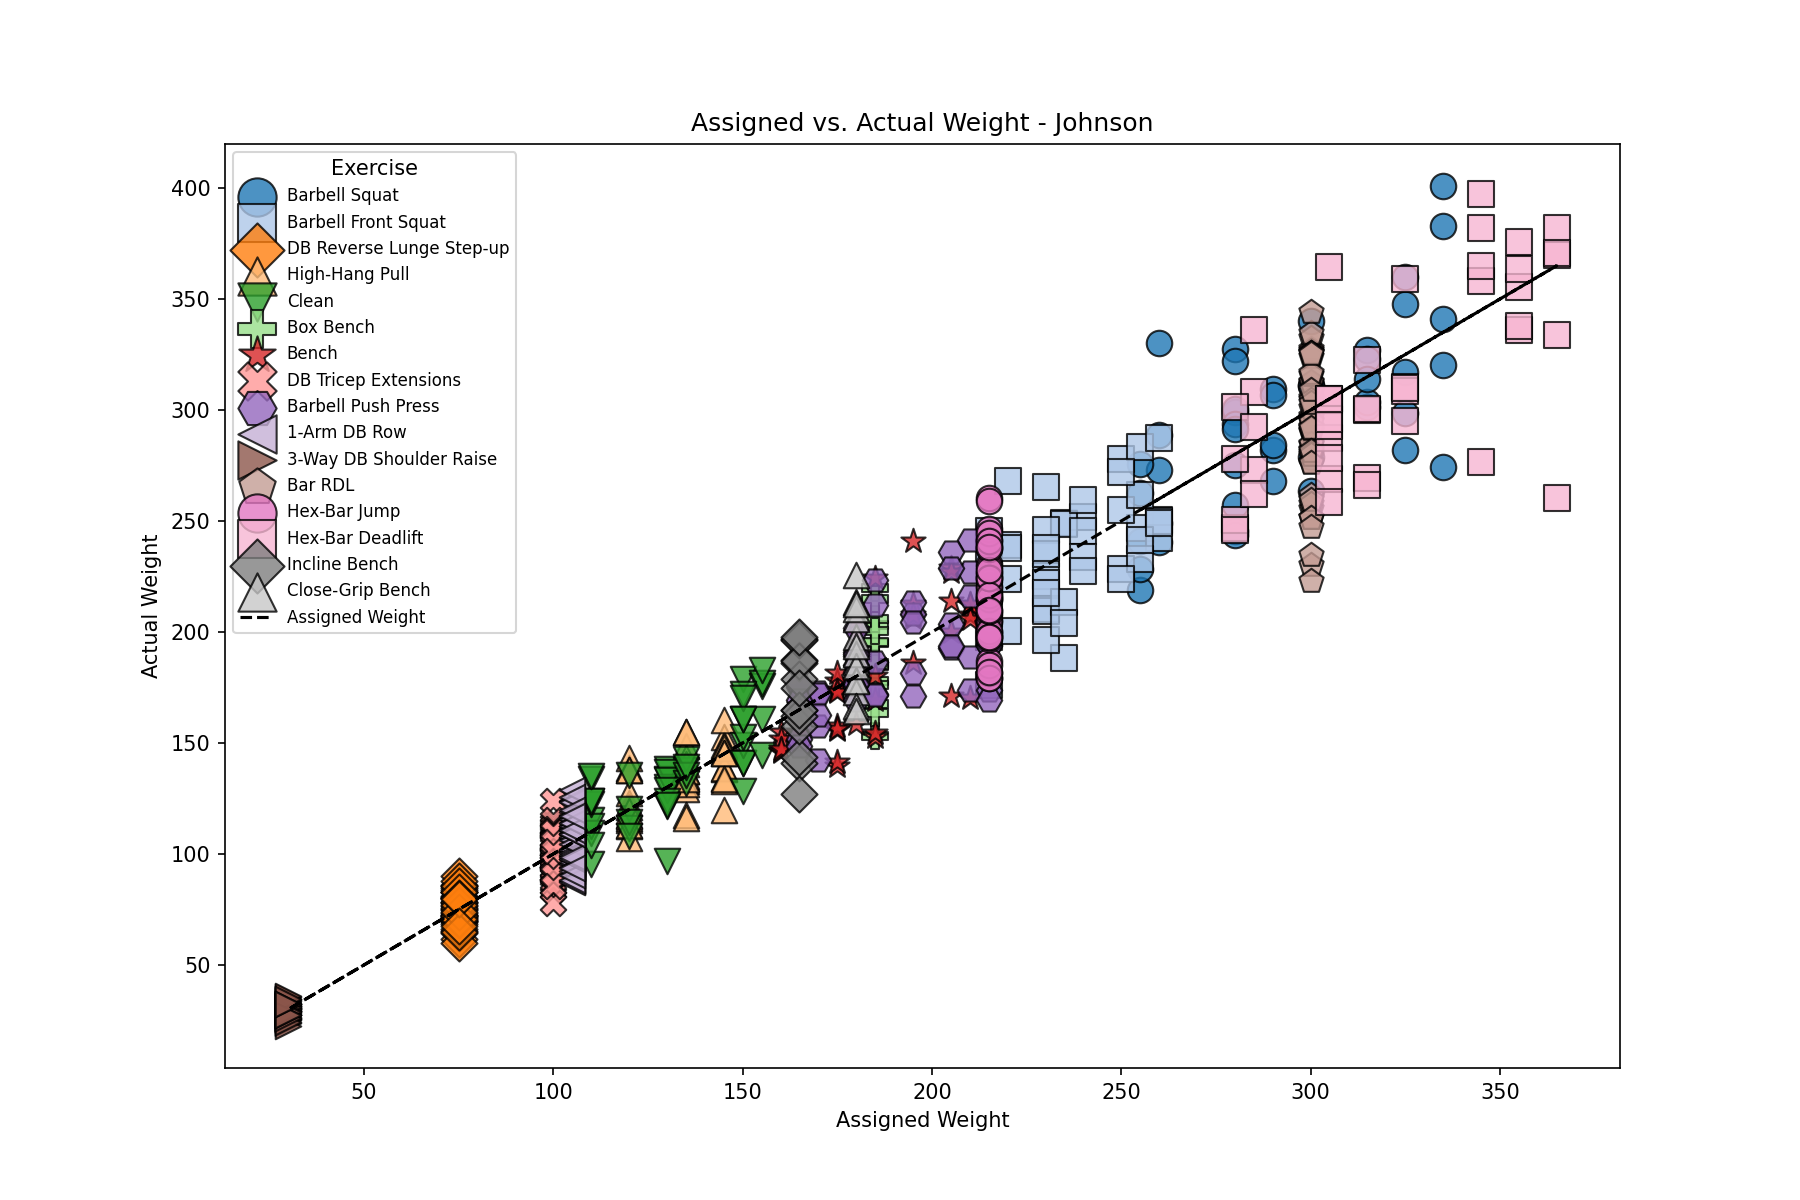 Assigned vs. Actual Weight - Johnson
Exercise
Barbell Squat
Barbell Front Squat
DB Reverse Lunge Step-up
High-Hang Pull
Clean
Box Bench
Bench
DB Tricep Extensions
Barbell Push Press
1-Arm DB Row
3-Way DB Shoulder Raise
Bar RDL
Hex-Bar Jump
Hex-Bar Deadlift
Incline Bench
Close-Grip Bench
Assigned Weight
400
350
300
250
200
150
100
50
Actual Weight
50 100 150 200 250 300 350
Assigned Weight